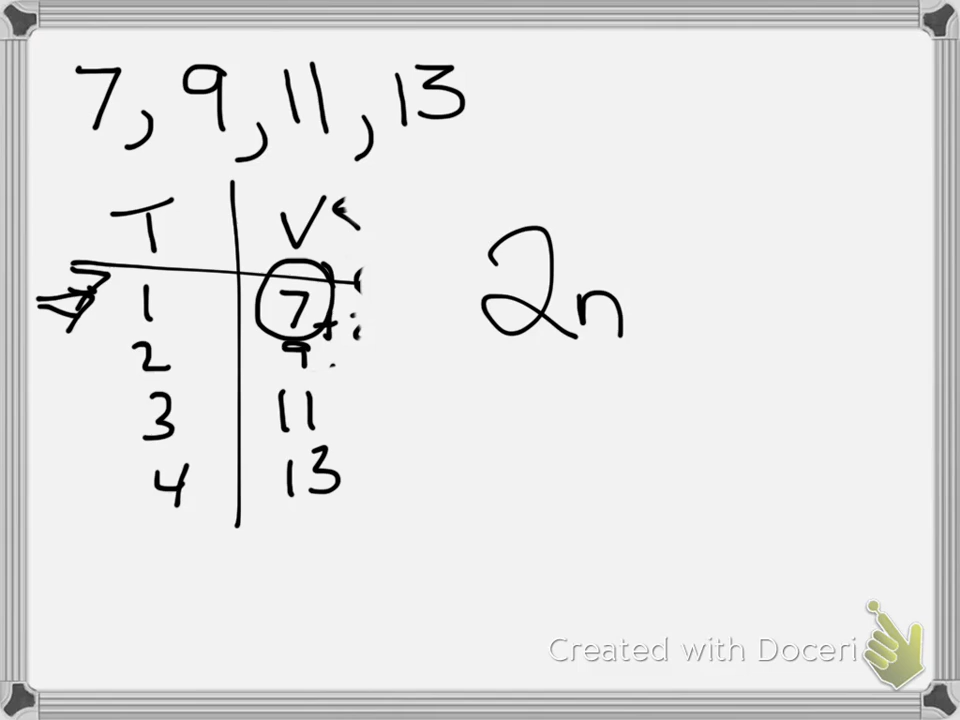 7, 9, 11, 13
T V
1 7
2n
2 9
3 11
4 13
Created with Doceri